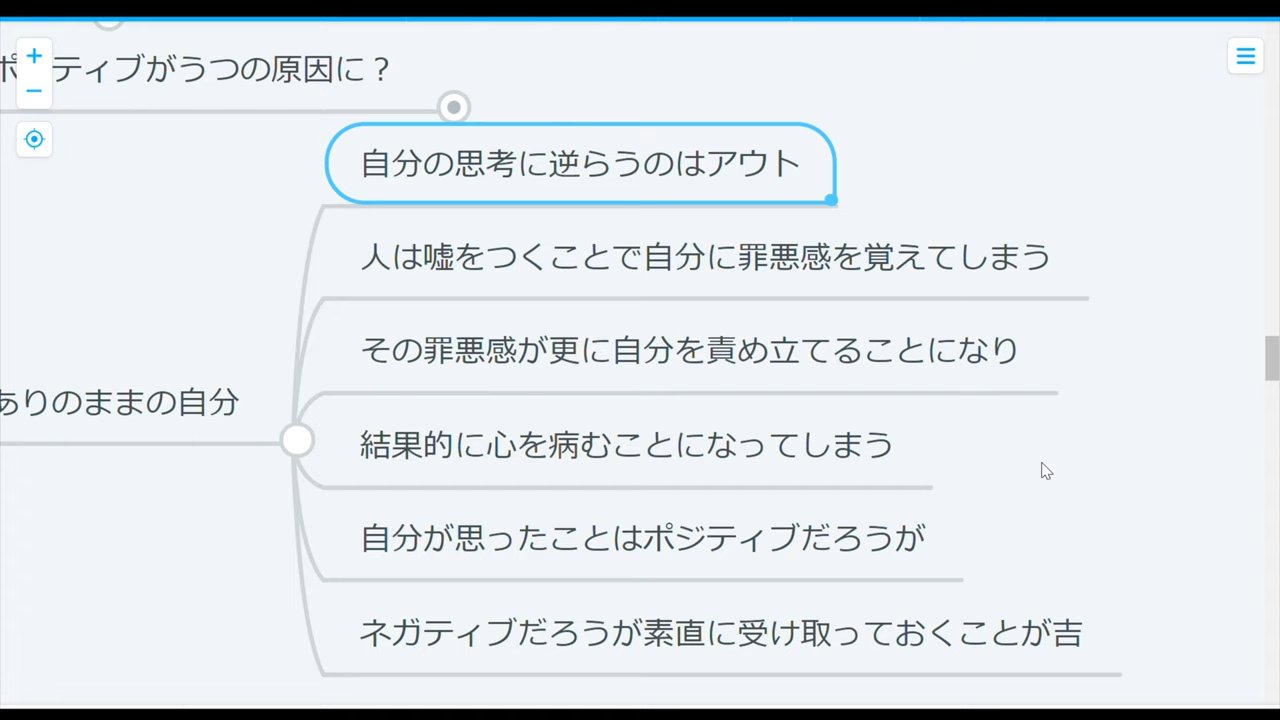 ポジティブがうつの原因に？
自分の思考に逆らうのはアウト
人は嘘をつくことで自分に罪悪感を覚えてしまう
その罪悪感が更に自分を責め立てることになり
ありのままの自分
結果的に心を病むことになってしまう
自分が思ったことはポジティブだろうが
ネガティブだろうが素直に受け取っておくことが吉